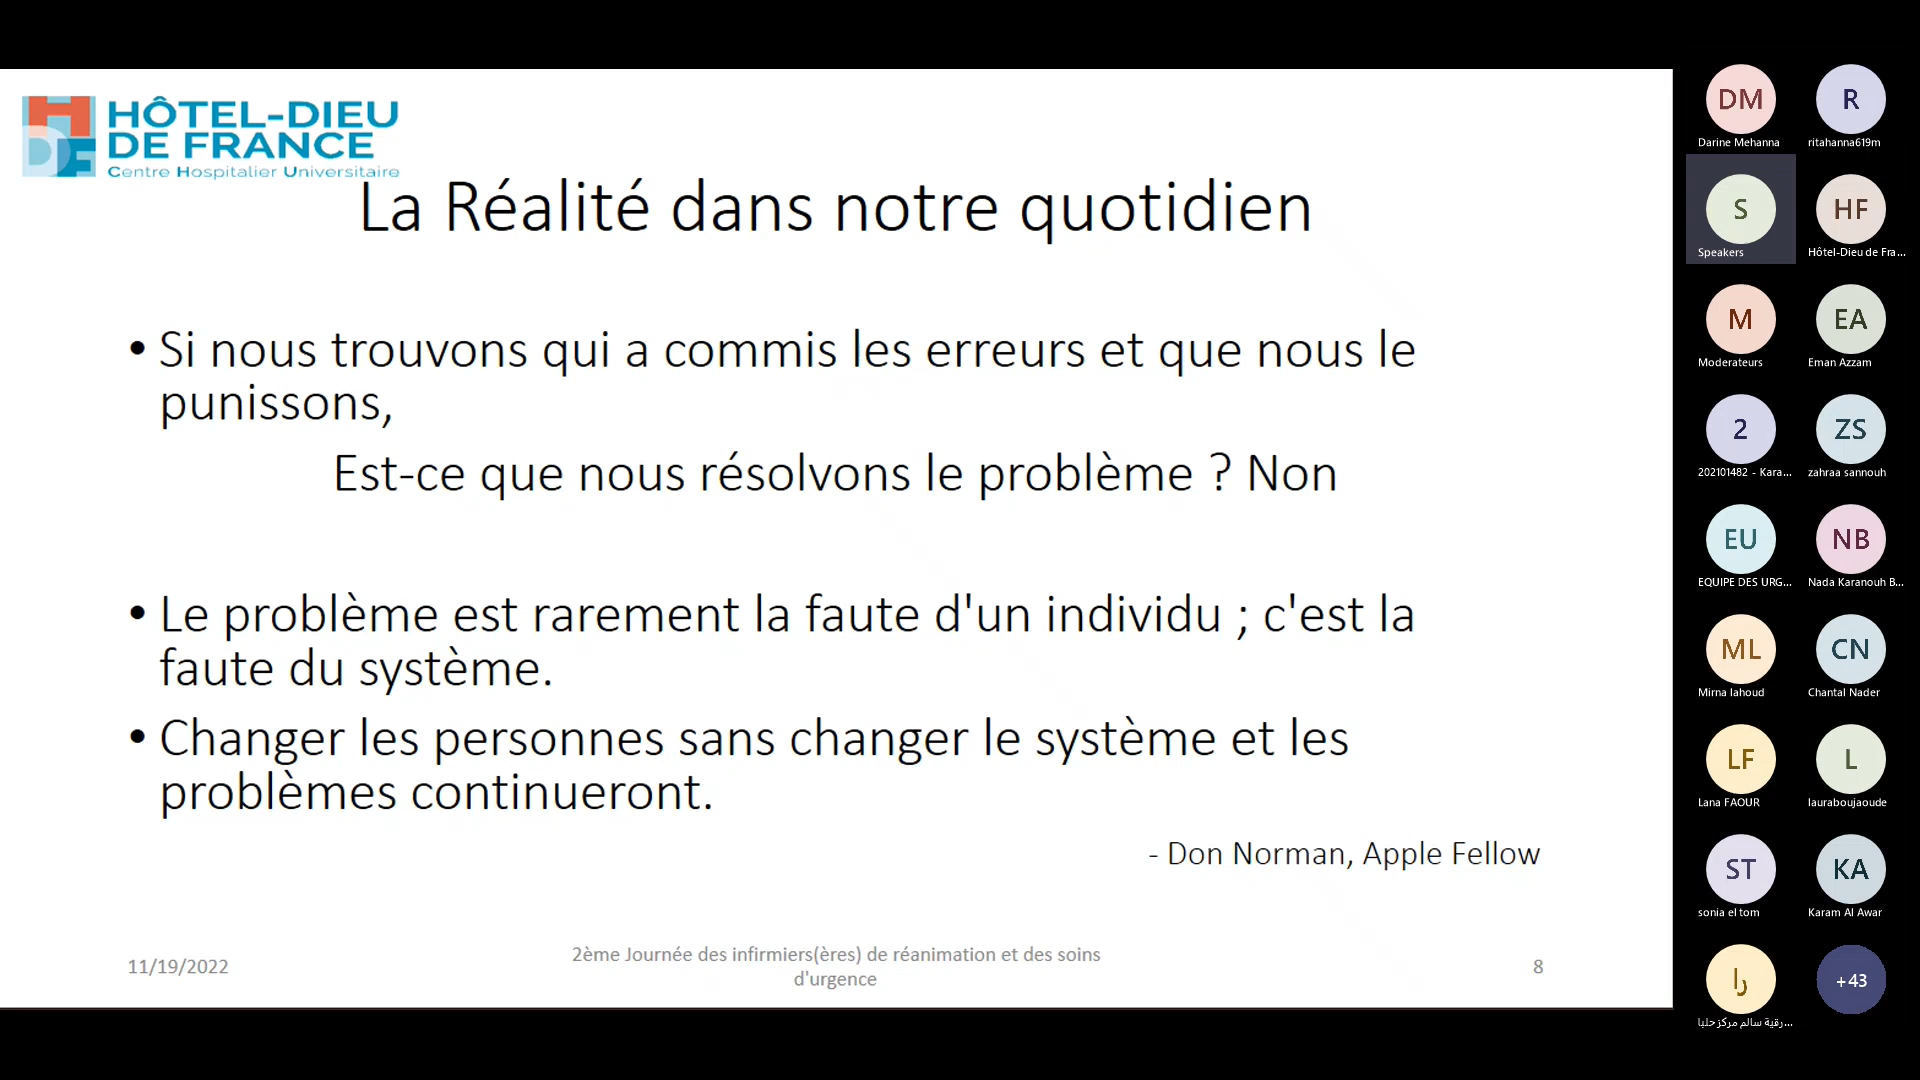 HÔTEL-DIEU
DE FRANCE
Centre Hospitalier Universitaire
La Réalité dans notre quotidien
• Si nous trouvons qui a commis les erreurs et que nous le
punissons,
Est-ce que nous résolvons le problème ? Non
• Le problème est rarement la faute d'un individu ; c'est la
faute du système.
• Changer les personnes sans changer le système et les
problèmes continueront.
- Don Norman, Apple Fellow
11/19/2022
2ème Journée des infirmiers(ères) de réanimation et des soins
d'urgence
8
DM
Darine Mehanna
R
ritahanna619m
S
Speakers
HF
Hôtel-Dieu de Fra...
M
Moderateurs
EA
Eman Azzam
2
202101482 - Kara...
ZS
zahraa sannouh
EU
EQUIPE DES URG...
NB
Nada Karanouh B...
ML
Mirna lahoud
CN
Chantal Nader
LF
Lana FAOUR
L
lauraboujaoude
ST
sonia el tom
KA
Karam Al Awar
را
رقية سالم مركز حلبا...
+43